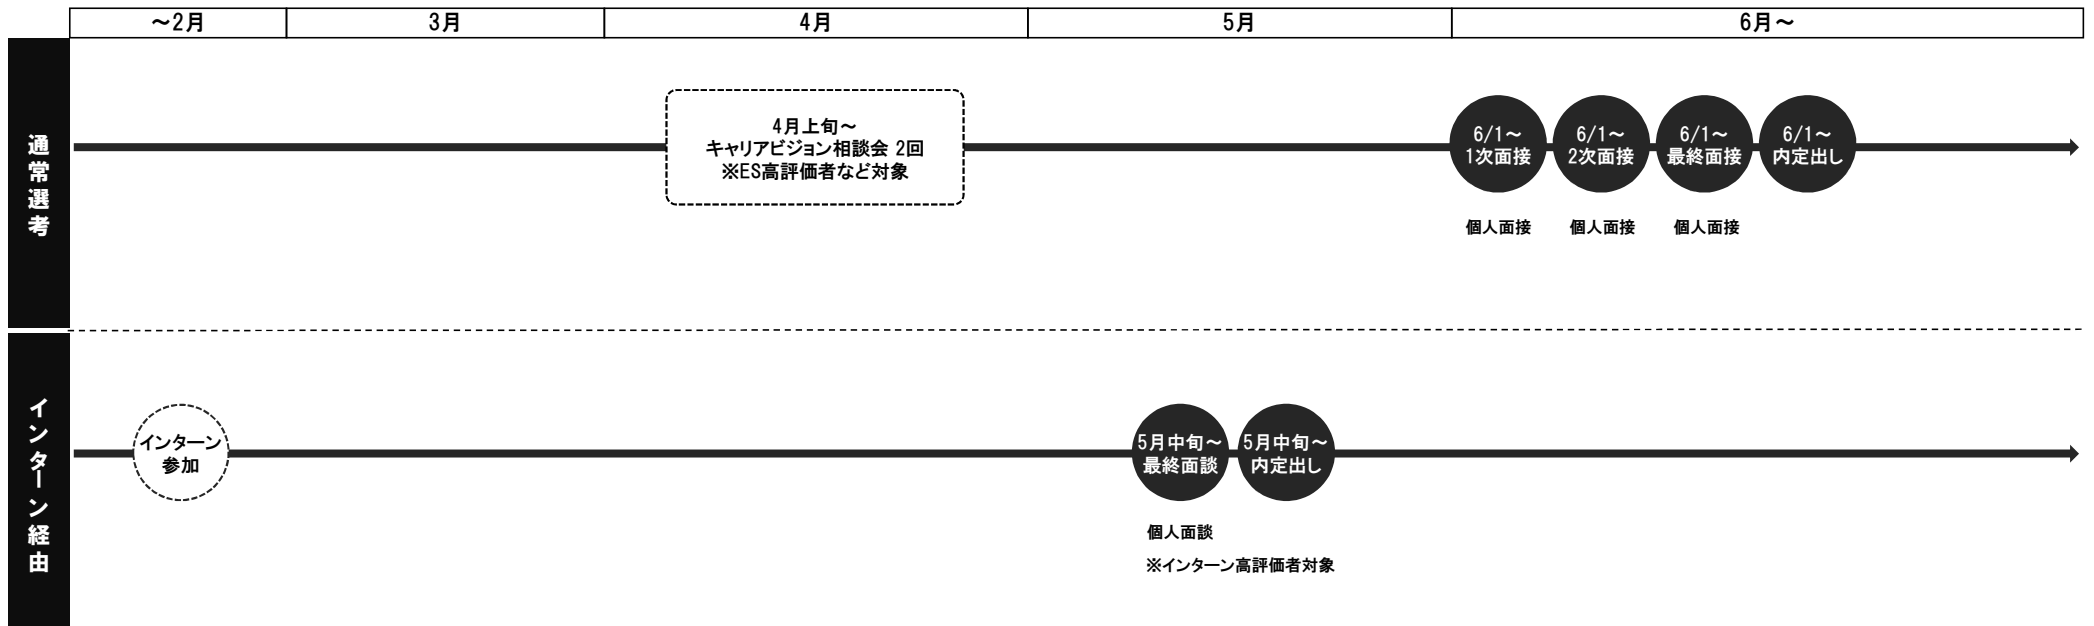 ～2月
3月
4月
5月
6月～
通常選考
4月上旬～
キャリアビジョン相談会 2回
※ES高評価者など対象
6/1～
1次面接
6/1～
2次面接
6/1～
最終面接
6/1～
内定出し
個人面接
個人面接
個人面接
インターン経由
インターン
参加
5月中旬～
最終面談
5月中旬～
内定出し
個人面談
※インターン高評価者対象